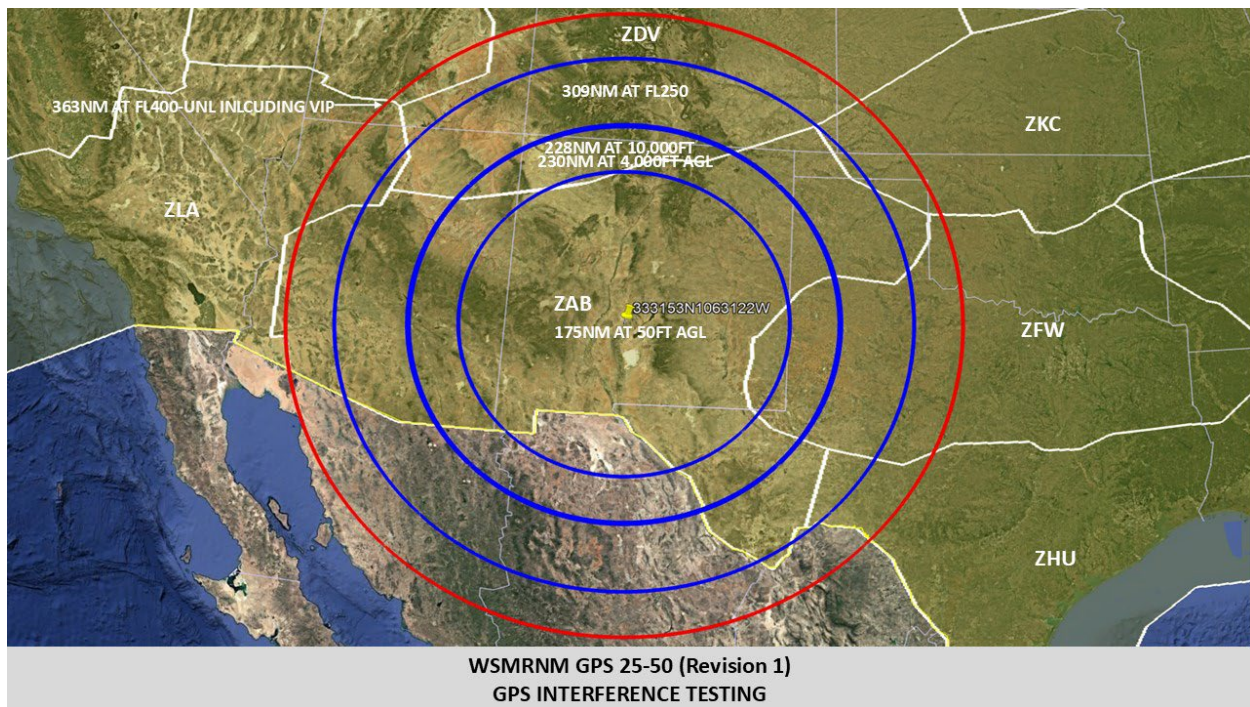 ZDV
309NM AT FL250
363NM AT FL400-UNL INLCUDING VIP
ZKC
228NM AT 10,000FT
230NM AT 4,000FT AGL
ZLA
ZAB
333153N1063122W
175NM AT 50FT AGL
ZFW
ZHU
WSMRNM GPS 25-50 (Revision 1)
GPS INTERFERENCE TESTING